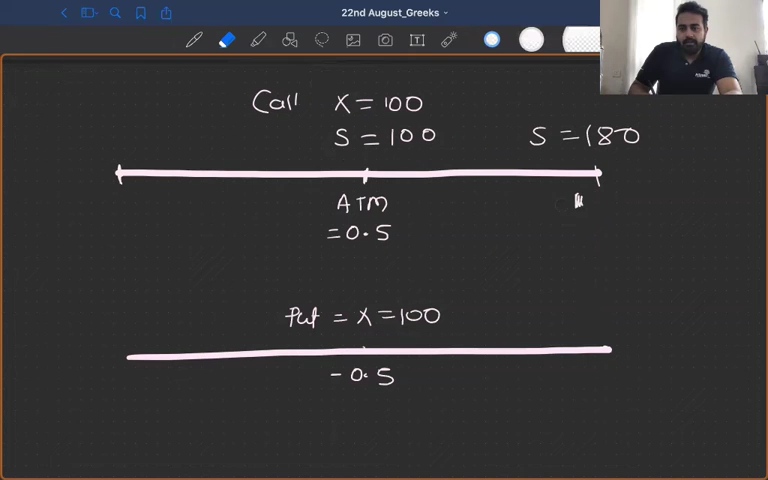 22nd August_Greeks
Call X = 100
S = 100 S = 180
ATM
= 0.5
Put = X = 100
- 0.5